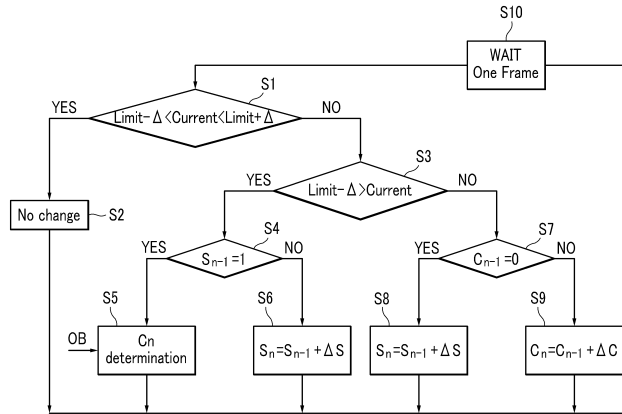 S10
WAIT
One Frame
S1
YES
Limit-Δ<Current<Limit+Δ
NO
S3
YES
Limit-Δ>Current
NO
No change
S2
S4
S7
YES
Sn-1=1
NO
YES
Cn-1=0
NO
S5
S6
S8
S9
OB
Cn
determination
Sn=Sn-1+ΔS
Sn=Sn-1+ΔS
Cn=Cn-1+ΔC